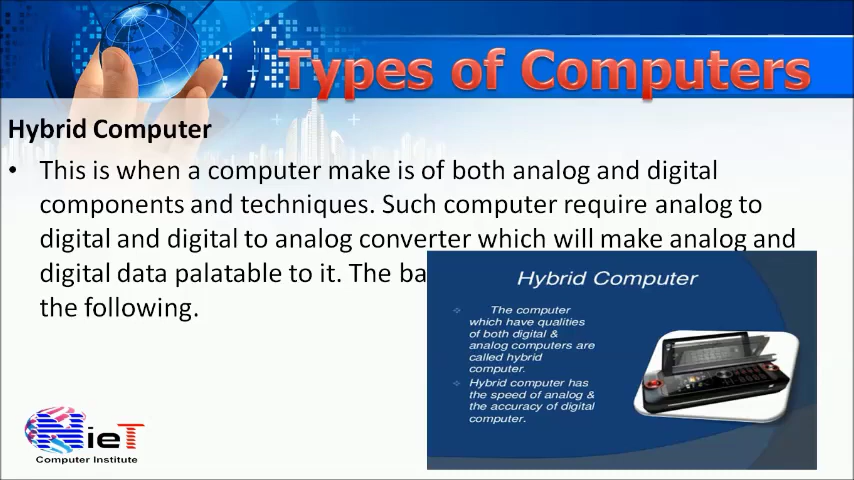 Types of Computers
Hybrid Computer
• This is when a computer make is of both analog and digital
components and techniques. Such computer require analog to
digital and digital to analog converter which will make analog and
digital data palatable to it. The ba
the following.
Hybrid Computer
The computer
which have qualities
of both digital &
analog computers are
called hybrid
computer.
Hybrid computer has
the speed of analog &
the accuracy of digital
computer.
NieT
Computer Institute